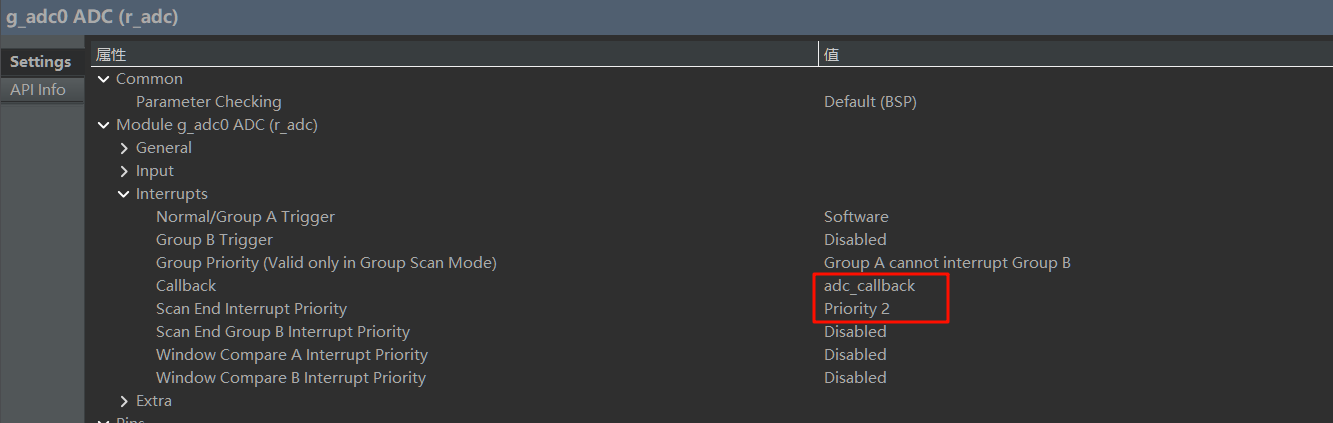 g_adc0 ADC (r_adc)
Settings
API Info
属性 值
Common
Parameter Checking Default (BSP)
Module g_adc0 ADC (r_adc)
General
Input
Interrupts
Normal/Group A Trigger Software
Group B Trigger Disabled
Group Priority (Valid only in Group Scan Mode) Group A cannot interrupt Group B
Callback adc_callback
Scan End Interrupt Priority Priority 2
Scan End Group B Interrupt Priority Disabled
Window Compare A Interrupt Priority Disabled
Window Compare B Interrupt Priority Disabled
Extra
Pins